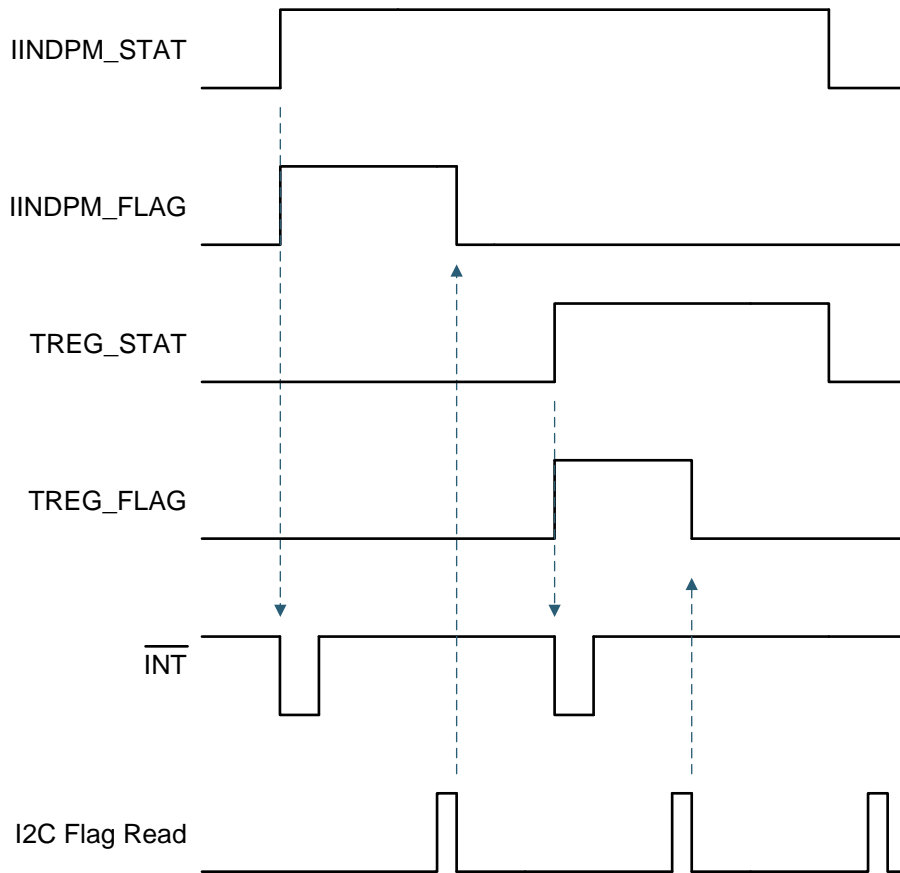 IINDPM_STAT
IINDPM_FLAG
TREG_STAT
TREG_FLAG
INT
I2C Flag Read